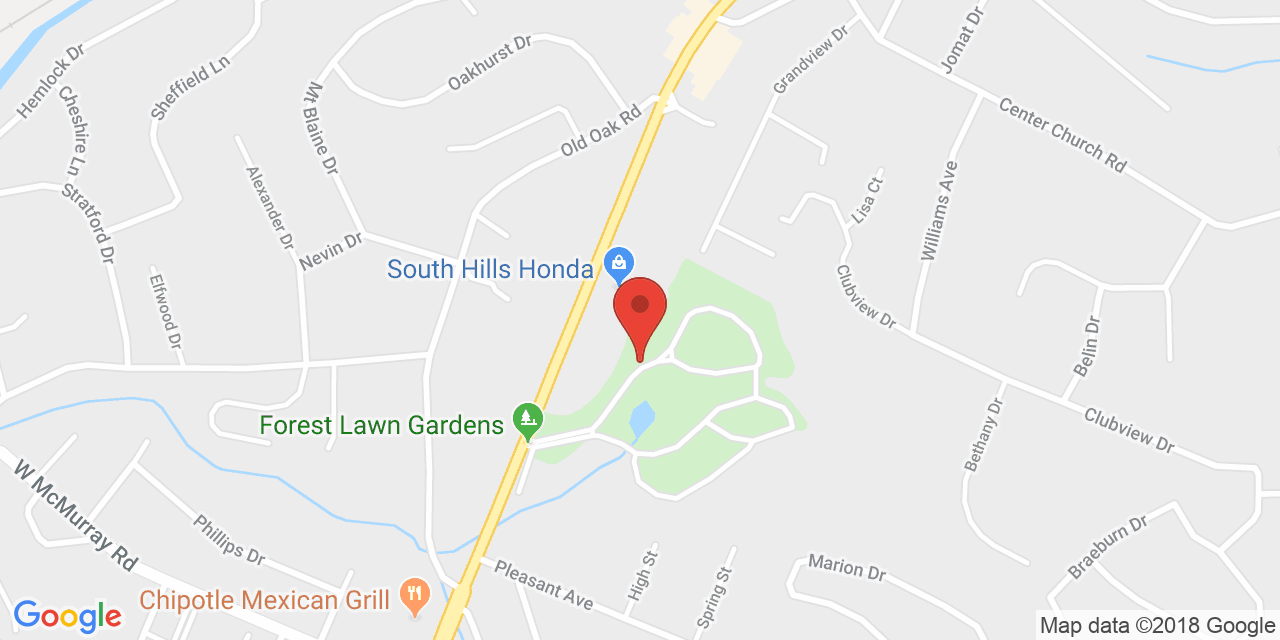 Hemlock Dr
Sheffield Ln
Cheshire Ln
Stratford Dr
Mt Blaine Dr
Oakhurst Dr
Old Oak Rd
Grandview Dr
Jomat Dr
Center Church Rd
Alexander Dr
Nevin Dr
Lisa Ct
Williams Ave
Elfwood Dr
South Hills Honda
Clubview Dr
Belin Dr
Forest Lawn Gardens
Bethany Dr
Clubview Dr
W McMurray Rd
Phillips Dr
Pleasant Ave
High St
Spring St
Marion Dr
Braeburn Dr
Chipotle Mexican Grill
Google
Map data ©2018 Google